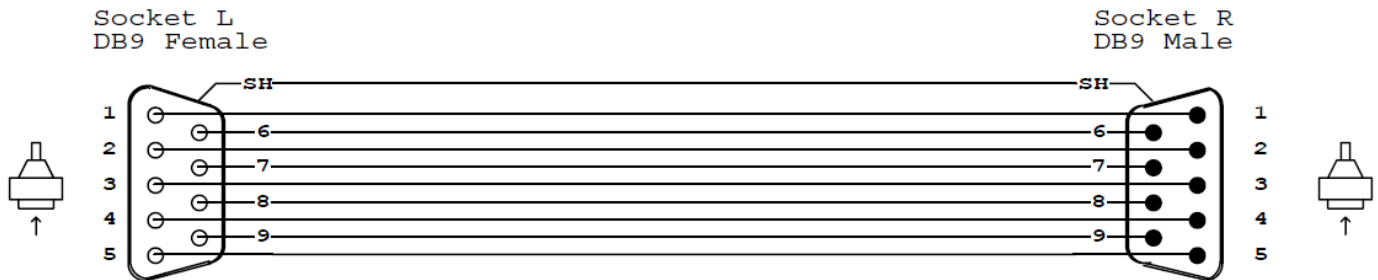 Socket L
DB9 Female
Socket R
DB9 Male
SH SH
1 1
6 6
2 2
7 7
3 3
8 8
4 4
9 9
5 5